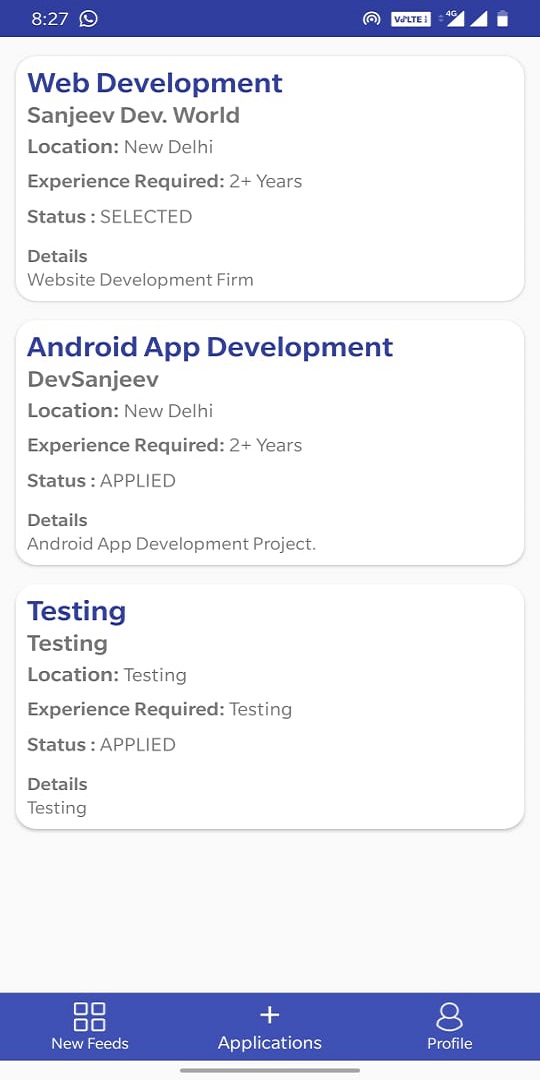 8:27
VoLTE
4G
Web Development
Sanjeev Dev. World
Location: New Delhi
Experience Required: 2+ Years
Status : SELECTED
Details
Website Development Firm
Android App Development
DevSanjeev
Location: New Delhi
Experience Required: 2+ Years
Status : APPLIED
Details
Android App Development Project.
Testing
Testing
Location: Testing
Experience Required: Testing
Status : APPLIED
Details
Testing
New Feeds
Applications
Profile